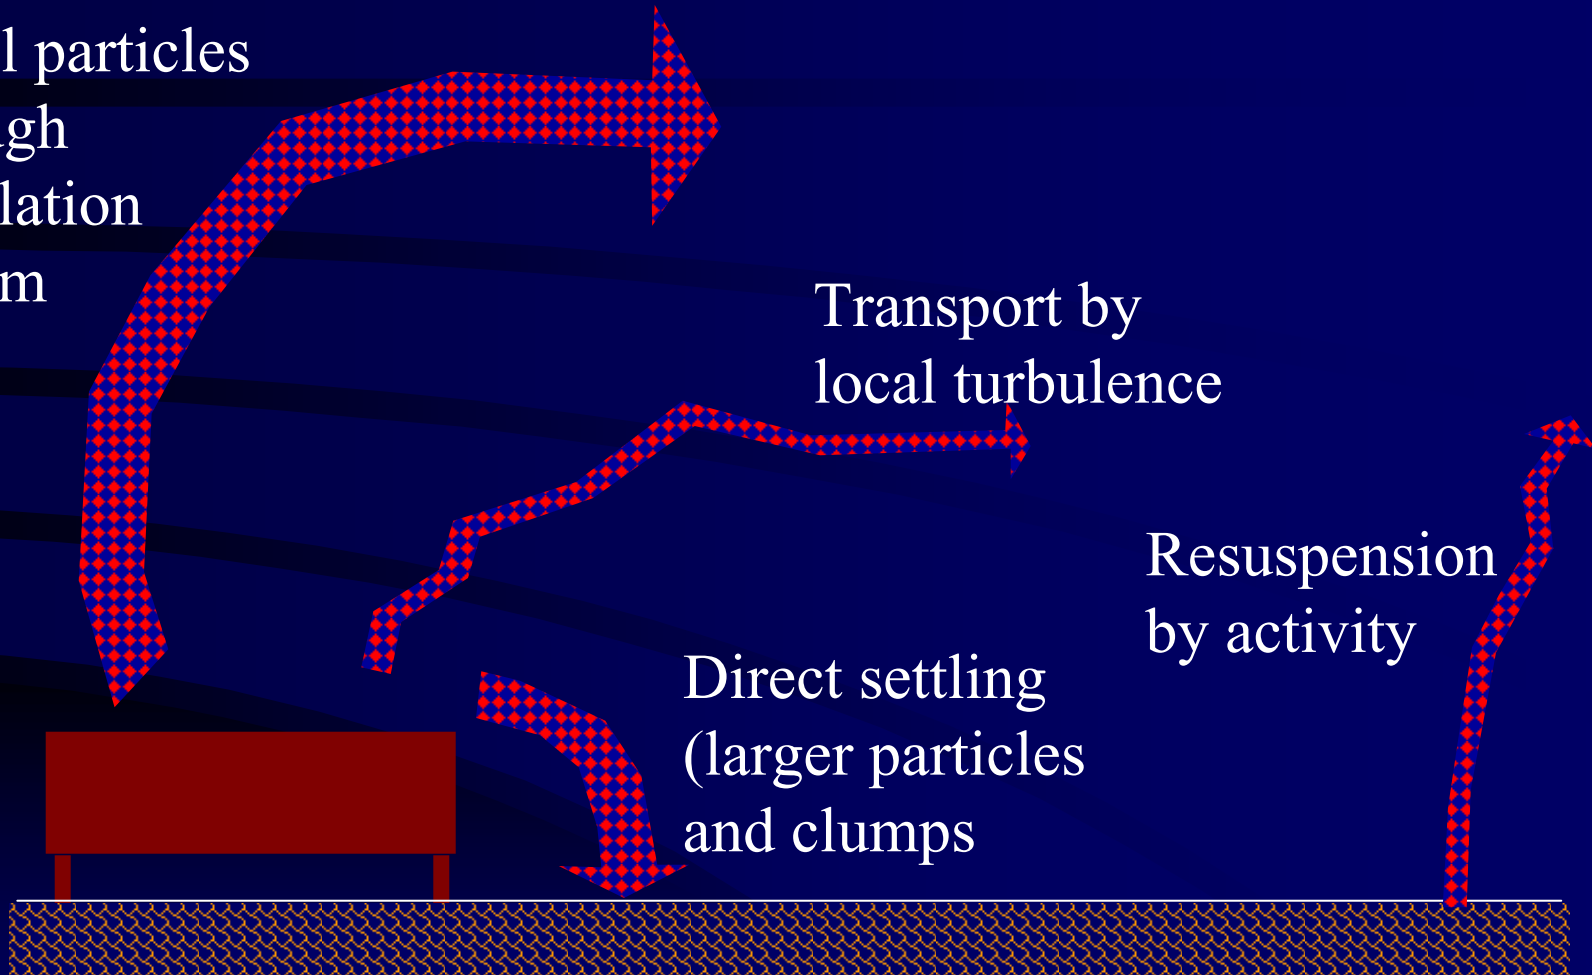 l particles
gh
lation
m
Transport by
local turbulence
Resuspension
by activity
Direct settling
(larger particles
and clumps